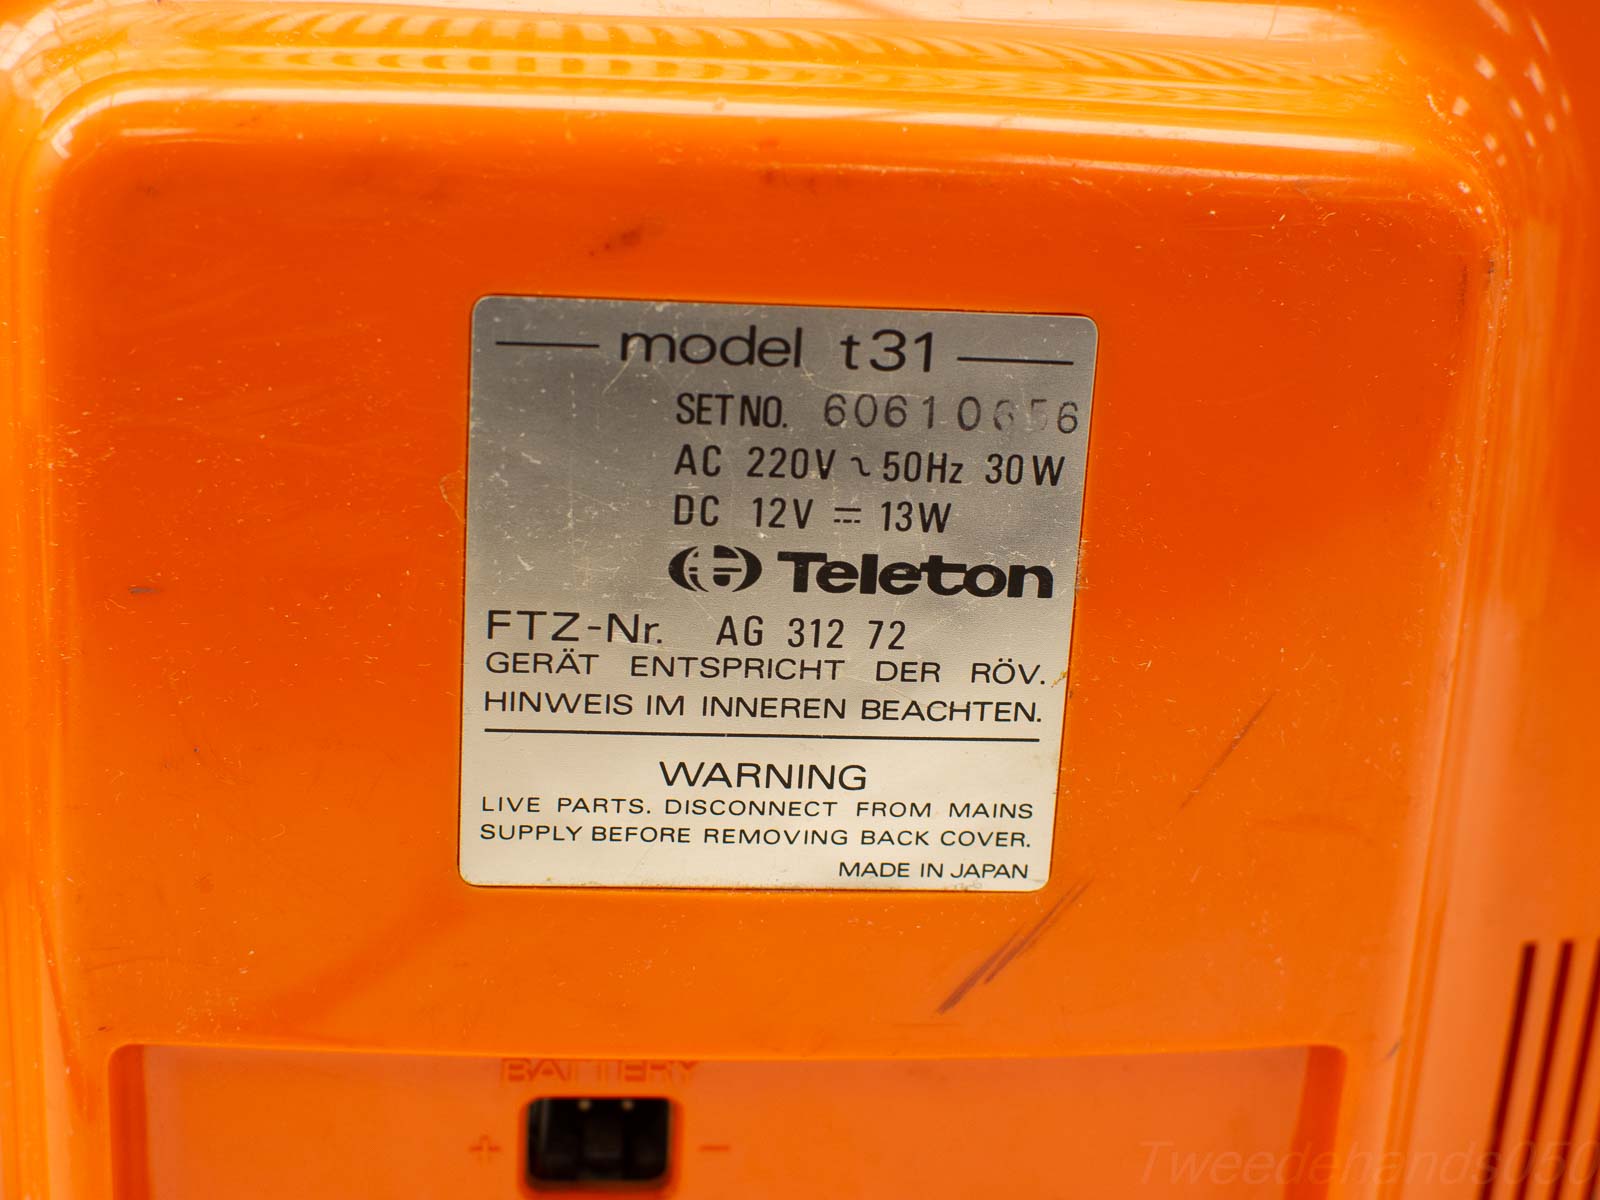 model t31
SET NO. 60610656
AC 220V ~ 50Hz 30W
DC 12V ⎓ 13W
Teleton
FTZ-Nr. AG 312 72
GERÄT ENTSPRICHT DER RÖV.
HINWEIS IM INNEREN BEACHTEN.
WARNING
LIVE PARTS. DISCONNECT FROM MAINS
SUPPLY BEFORE REMOVING BACK COVER.
MADE IN JAPAN
BATTERY
+ −
Tweedehands050